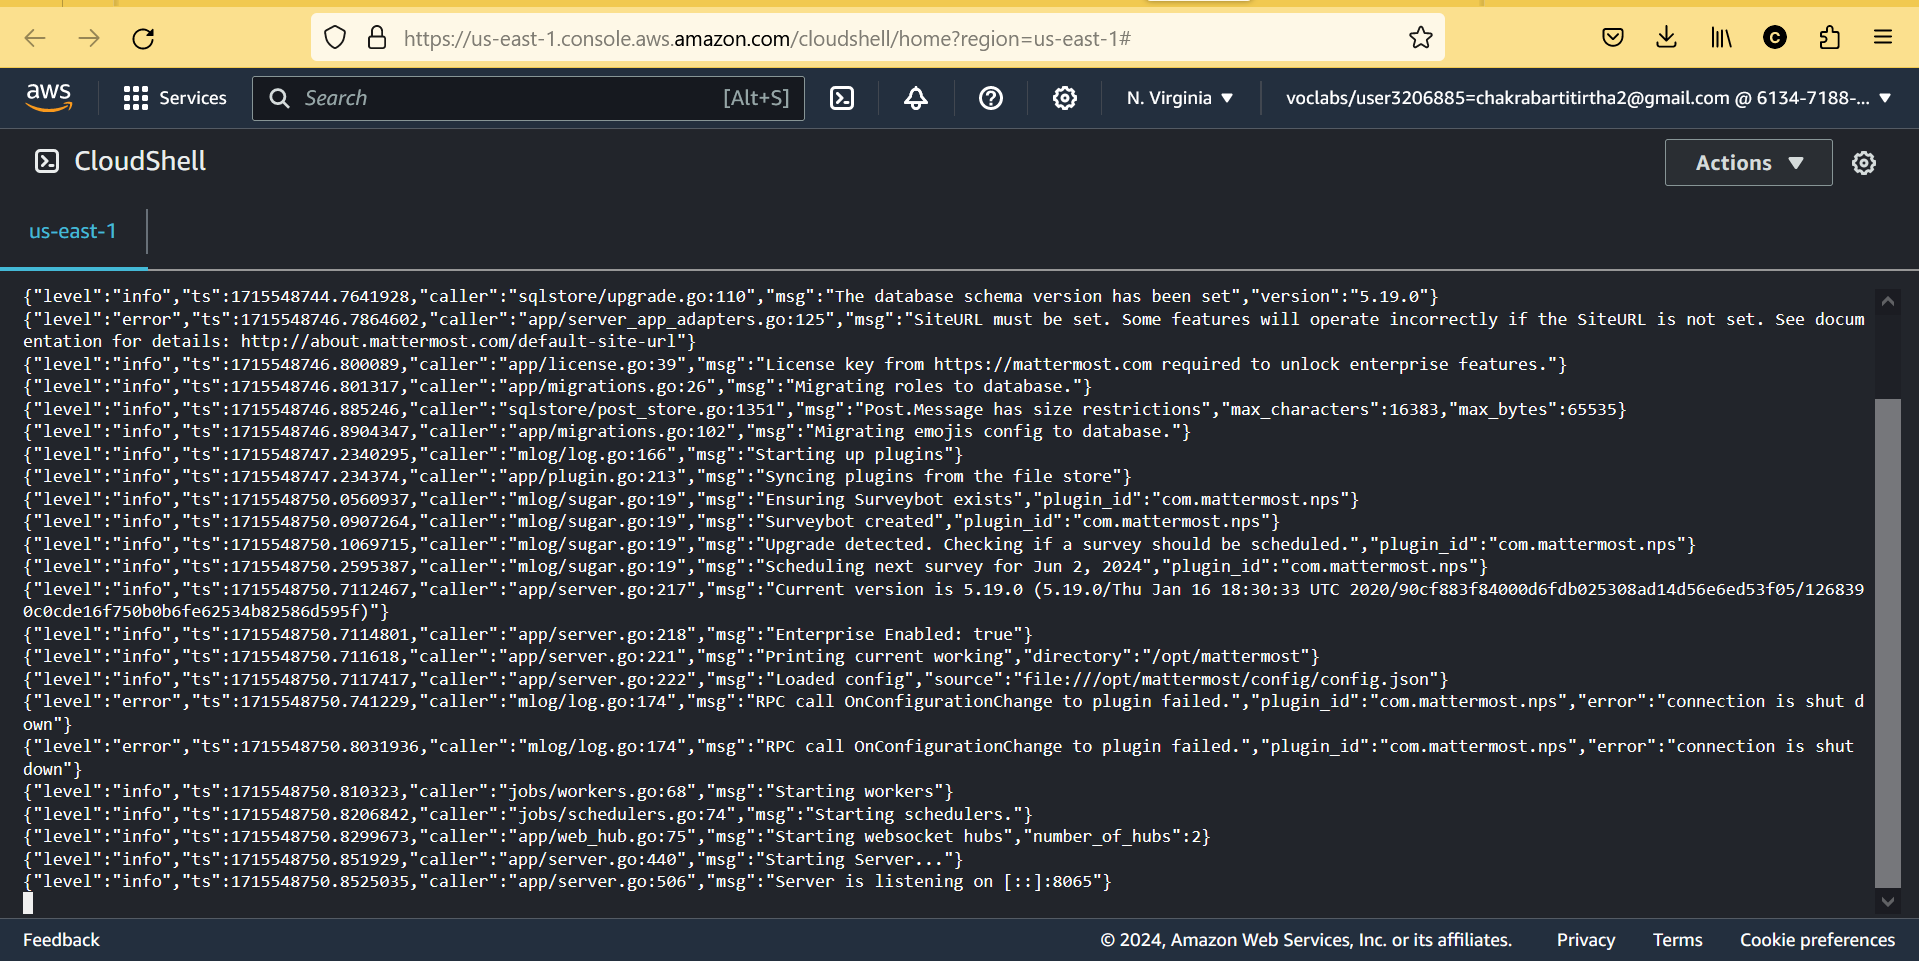 https://us-east-1.console.aws.amazon.com/cloudshell/home?region=us-east-1#
C
aws
Services
Search
[Alt+S]
N. Virginia
voclabs/user3206885=chakrabartitirtha2@gmail.com @ 6134-7188-...
CloudShell
Actions
us-east-1
{"level":"info","ts":1715548744.7641928,"caller":"sqlstore/upgrade.go:110","msg":"The database schema version has been set","version":"5.19.0"}
{"level":"error","ts":1715548746.7864602,"caller":"app/server_app_adapters.go:125","msg":"SiteURL must be set. Some features will operate incorrectly if the SiteURL is not set. See docum
entation for details: http://about.mattermost.com/default-site-url"}
{"level":"info","ts":1715548746.800089,"caller":"app/license.go:39","msg":"License key from https://mattermost.com required to unlock enterprise features."}
{"level":"info","ts":1715548746.801317,"caller":"app/migrations.go:26","msg":"Migrating roles to database."}
{"level":"info","ts":1715548746.885246,"caller":"sqlstore/post_store.go:1351","msg":"Post.Message has size restrictions","max_characters":16383,"max_bytes":65535}
{"level":"info","ts":1715548746.8904347,"caller":"app/migrations.go:102","msg":"Migrating emojis config to database."}
{"level":"info","ts":1715548747.2340295,"caller":"mlog/log.go:166","msg":"Starting up plugins"}
{"level":"info","ts":1715548747.234374,"caller":"app/plugin.go:213","msg":"Syncing plugins from the file store"}
{"level":"info","ts":1715548750.0560937,"caller":"mlog/sugar.go:19","msg":"Ensuring Surveybot exists","plugin_id":"com.mattermost.nps"}
{"level":"info","ts":1715548750.0907264,"caller":"mlog/sugar.go:19","msg":"Surveybot created","plugin_id":"com.mattermost.nps"}
{"level":"info","ts":1715548750.1069715,"caller":"mlog/sugar.go:19","msg":"Upgrade detected. Checking if a survey should be scheduled.","plugin_id":"com.mattermost.nps"}
{"level":"info","ts":1715548750.2595387,"caller":"mlog/sugar.go:19","msg":"Scheduling next survey for Jun 2, 2024","plugin_id":"com.mattermost.nps"}
{"level":"info","ts":1715548750.7112467,"caller":"app/server.go:217","msg":"Current version is 5.19.0 (5.19.0/Thu Jan 16 18:30:33 UTC 2020/90cf883f84000d6fdb025308ad14d56e6ed53f05/126839
0c0cde16f750b0b6fe62534b82586d595f)"}
{"level":"info","ts":1715548750.7114801,"caller":"app/server.go:218","msg":"Enterprise Enabled: true"}
{"level":"info","ts":1715548750.711618,"caller":"app/server.go:221","msg":"Printing current working","directory":"/opt/mattermost"}
{"level":"info","ts":1715548750.7117417,"caller":"app/server.go:222","msg":"Loaded config","source":"file:///opt/mattermost/config/config.json"}
{"level":"error","ts":1715548750.741229,"caller":"mlog/log.go:174","msg":"RPC call OnConfigurationChange to plugin failed.","plugin_id":"com.mattermost.nps","error":"connection is shut d
own"}
{"level":"error","ts":1715548750.8031936,"caller":"mlog/log.go:174","msg":"RPC call OnConfigurationChange to plugin failed.","plugin_id":"com.mattermost.nps","error":"connection is shut
down"}
{"level":"info","ts":1715548750.810323,"caller":"jobs/workers.go:68","msg":"Starting workers"}
{"level":"info","ts":1715548750.8206842,"caller":"jobs/schedulers.go:74","msg":"Starting schedulers."}
{"level":"info","ts":1715548750.8299673,"caller":"app/web_hub.go:75","msg":"Starting websocket hubs","number_of_hubs":2}
{"level":"info","ts":1715548750.851929,"caller":"app/server.go:440","msg":"Starting Server..."}
{"level":"info","ts":1715548750.8525035,"caller":"app/server.go:506","msg":"Server is listening on [::]:8065"}
Feedback
© 2024, Amazon Web Services, Inc. or its affiliates.
Privacy
Terms
Cookie preferences